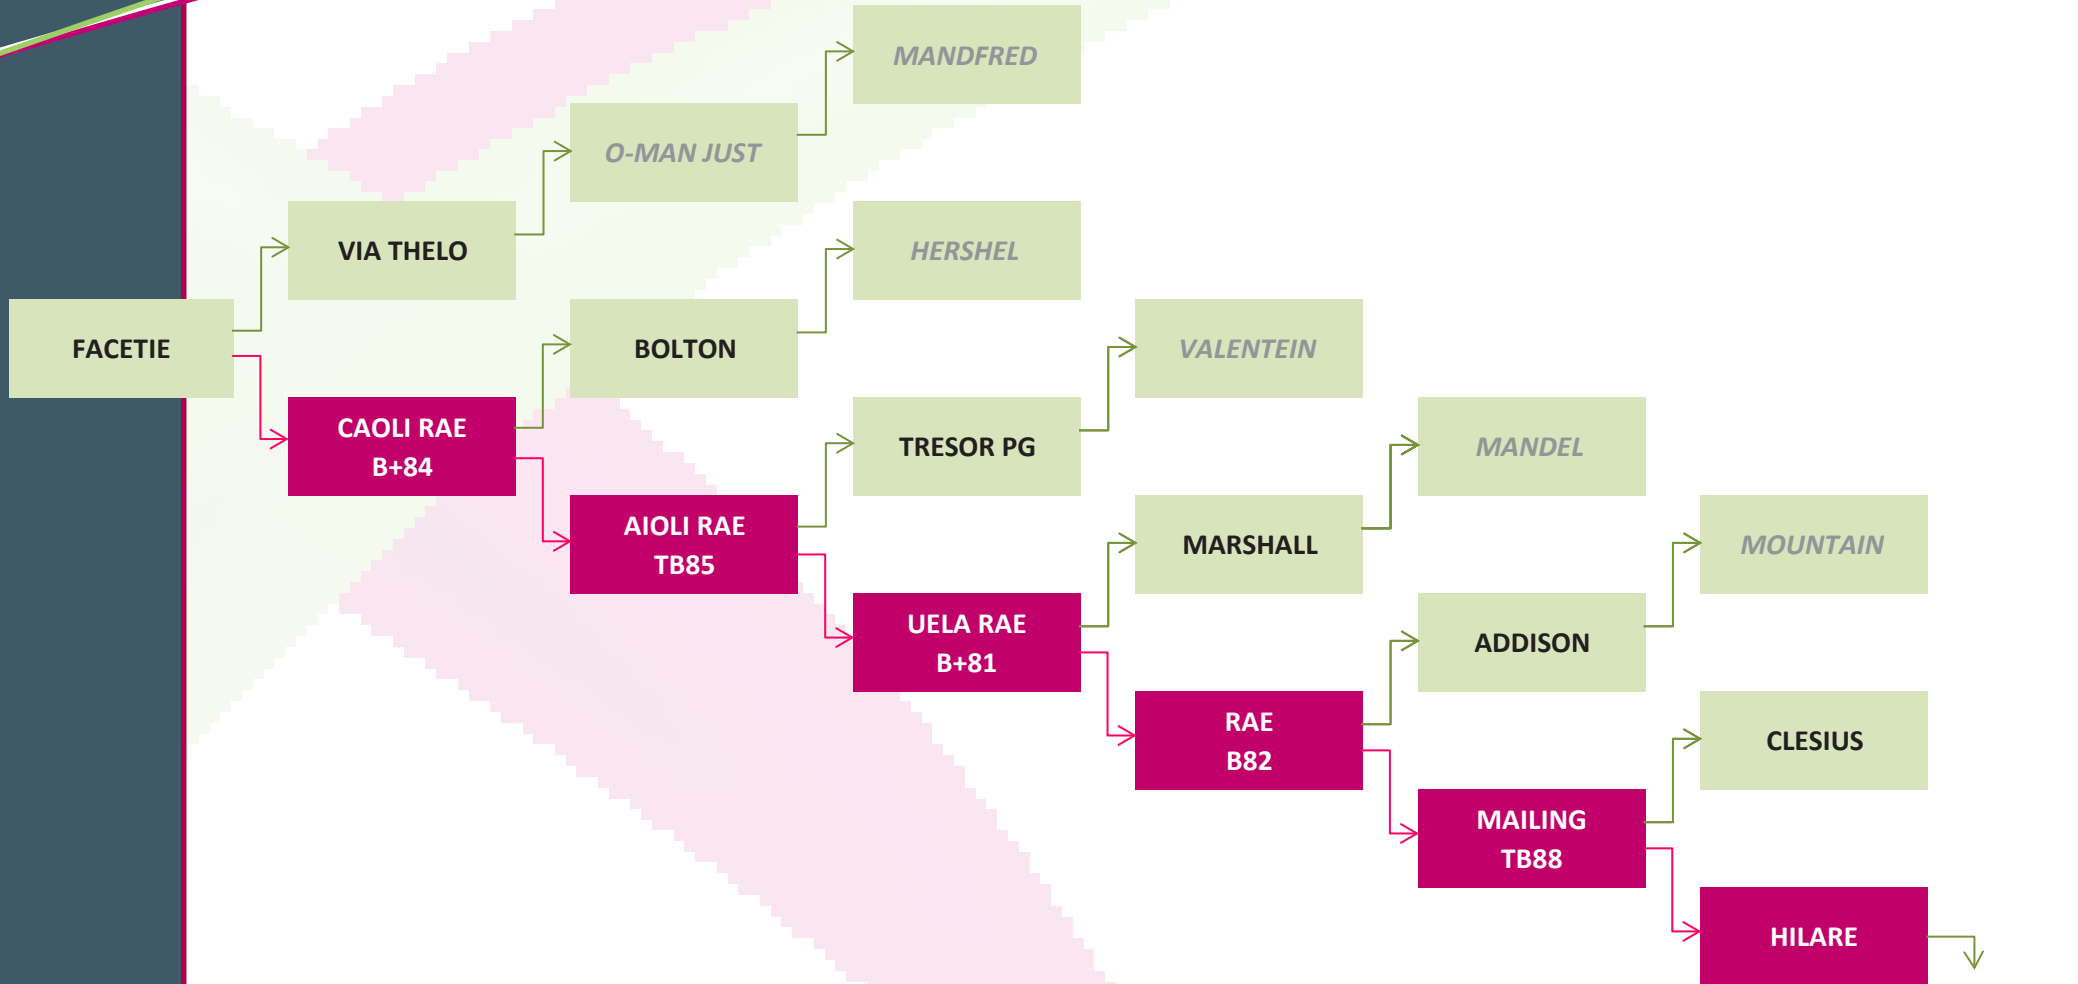 MANDFRED
O-MAN JUST
VIA THELO
HERSHEL
FACETIE
BOLTON
VALENTEIN
CAOLI RAE
B+84
TRESOR PG
MANDEL
AIOLI RAE
TB85
MARSHALL
MOUNTAIN
UELA RAE
B+81
ADDISON
RAE
B82
CLESIUS
MAILING
TB88
HILARE